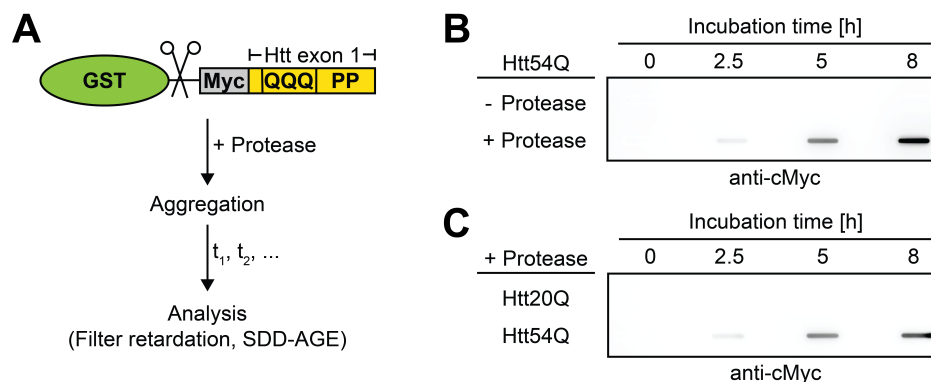 A
Htt exon 1
GST
Myc
QQQ
PP
+ Protease
Aggregation
t1, t2, ...
Analysis
(Filter retardation, SDD-AGE)
B
Incubation time [h]
Htt54Q
0 2.5 5 8
- Protease
+ Protease
anti-cMyc
C
Incubation time [h]
+ Protease
0 2.5 5 8
Htt20Q
Htt54Q
anti-cMyc